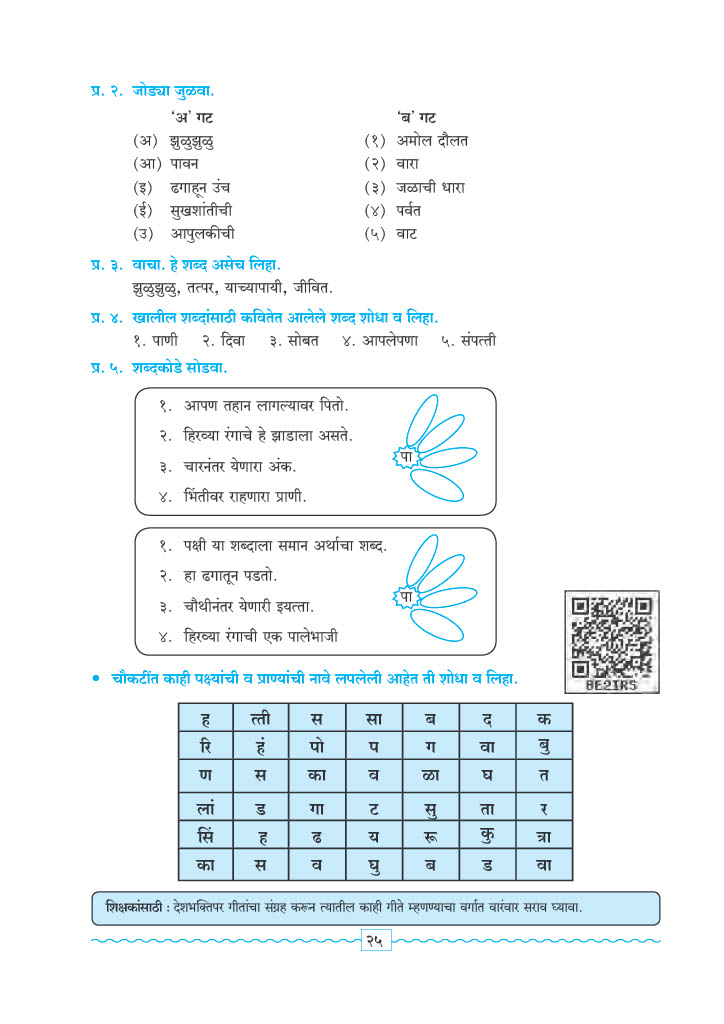 प्र. २. जोड्या जुळवा.
'अ' गट 'ब' गट
(अ) झुळुझुळु (१) अमोल दौलत
(आ) पावन (२) वारा
(इ) ढगाहून उंच (३) जळाची धारा
(ई) सुखशांतीची (४) पर्वत
(उ) आपुलकीची (५) वाट
प्र. ३. वाचा. हे शब्द असेच लिहा.
झुळुझुळु, तत्पर, याच्यापायी, जीवित.
प्र. ४. खालील शब्दांसाठी कवितेत आलेले शब्द शोधा व लिहा.
१. पाणी २. दिवा ३. सोबत ४. आपलेपणा ५. संपत्ती
प्र. ५. शब्दकोडे सोडवा.
१. आपण तहान लागल्यावर पितो.
२. हिरव्या रंगाचे हे झाडाला असते.
पा
३. चारनंतर येणारा अंक.
४. भिंतीवर राहणारा प्राणी.
१. पक्षी या शब्दाला समान अर्थाचा शब्द.
२. हा ढगातून पडतो.
पा
३. चौथीनंतर येणारी इयत्ता.
४. हिरव्या रंगाची एक पालेभाजी
BE2IRS
• चौकटींत काही पक्ष्यांची व प्राण्यांची नावे लपलेली आहेत ती शोधा व लिहा.
ह त्ती स सा ब द क
रि हं पो प ग वा बु
ण स का व ळा घ त
लां ड गा ट सु ता र
सिं ह ढ य रू कु त्रा
का स व घु ब ड वा
शिक्षकांसाठी : देशभक्तिपर गीतांचा संग्रह करून त्यातील काही गीते म्हणण्याचा वर्गात वारंवार सराव घ्यावा.
२५